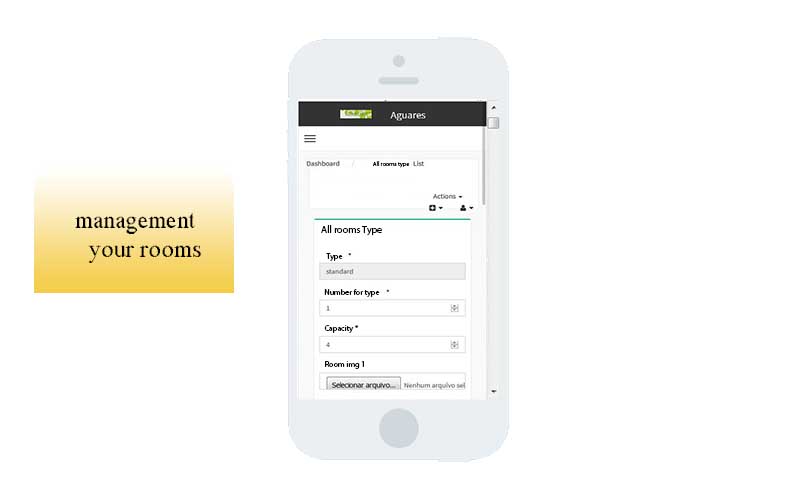 management
your rooms
Aguares
Dashboard / All rooms type List
Actions
All rooms Type
Type *
standard
Number for type *
1
Capacity *
4
Room img 1
Selecionar arquivo... Nenhum arquivo sel